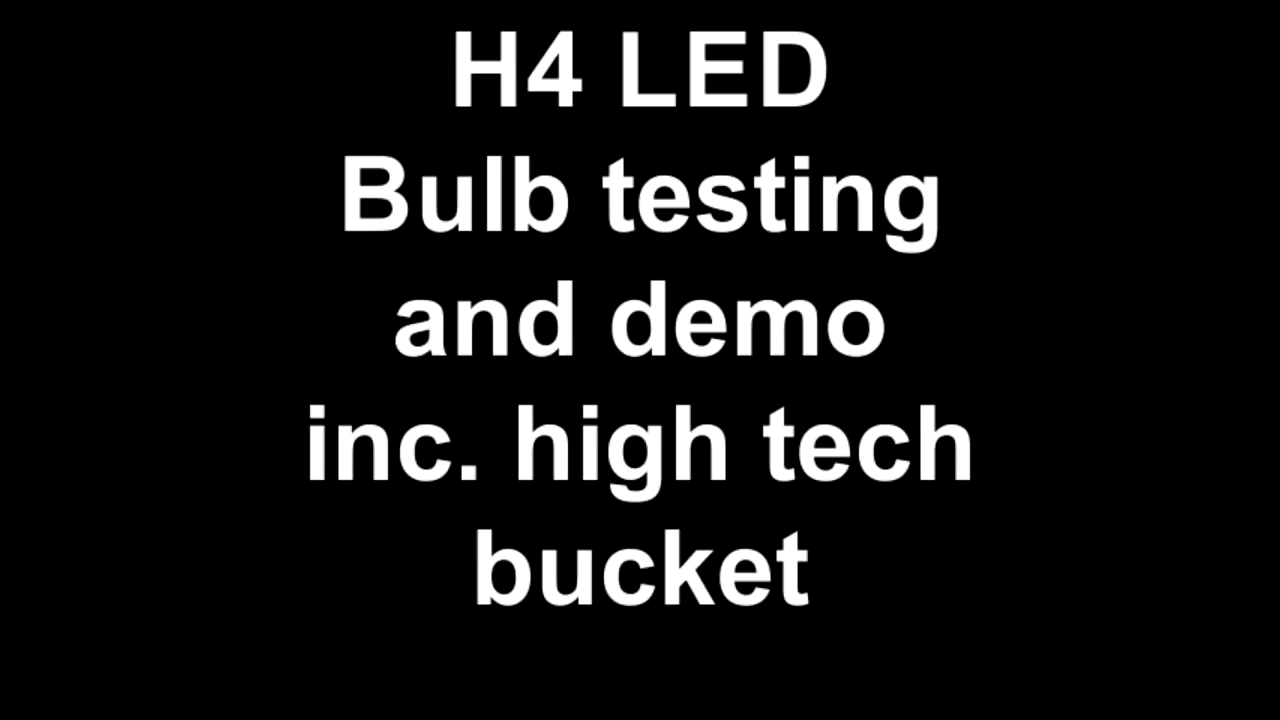 H4 LED
Bulb testing
and demo
inc. high tech
bucket